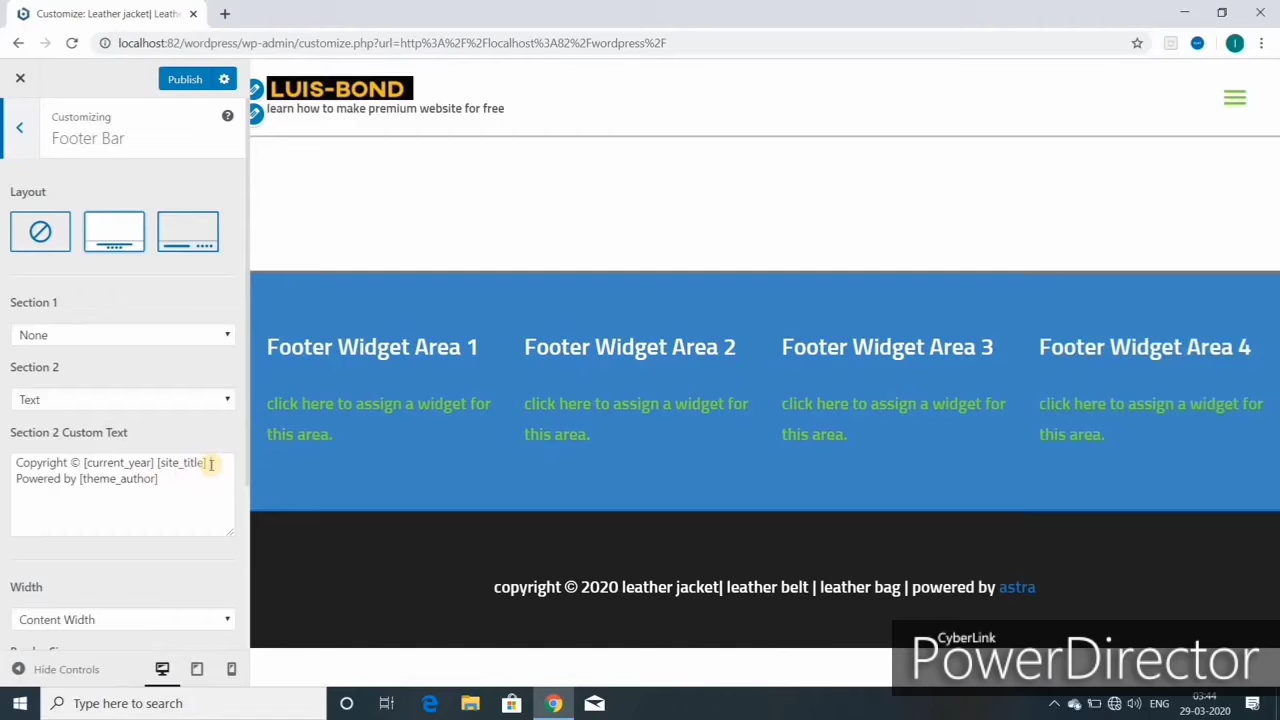 Customize: Leather jacket| Leath
localhost:82/wordpress/wp-admin/customize.php?url=http%3A%2F%2Flocalhost%3A82%2Fwordpress%2F
Publish
Customizing
Footer Bar
Layout
Section 1
None
Section 2
Text
Section 2 Custom Text
Copyright © [current_year] [site_title] |
Powered by [theme_author]
Width
Content Width
Hide Controls
LUIS-BOND
learn how to make premium website for free
Footer Widget Area 1
click here to assign a widget for
this area.
Footer Widget Area 2
click here to assign a widget for
this area.
Footer Widget Area 3
click here to assign a widget for
this area.
Footer Widget Area 4
click here to assign a widget for
this area.
copyright © 2020 leather jacket| leather belt | leather bag | powered by astra
CyberLink
PowerDirector
Type here to search
ENG
03:44
29-03-2020